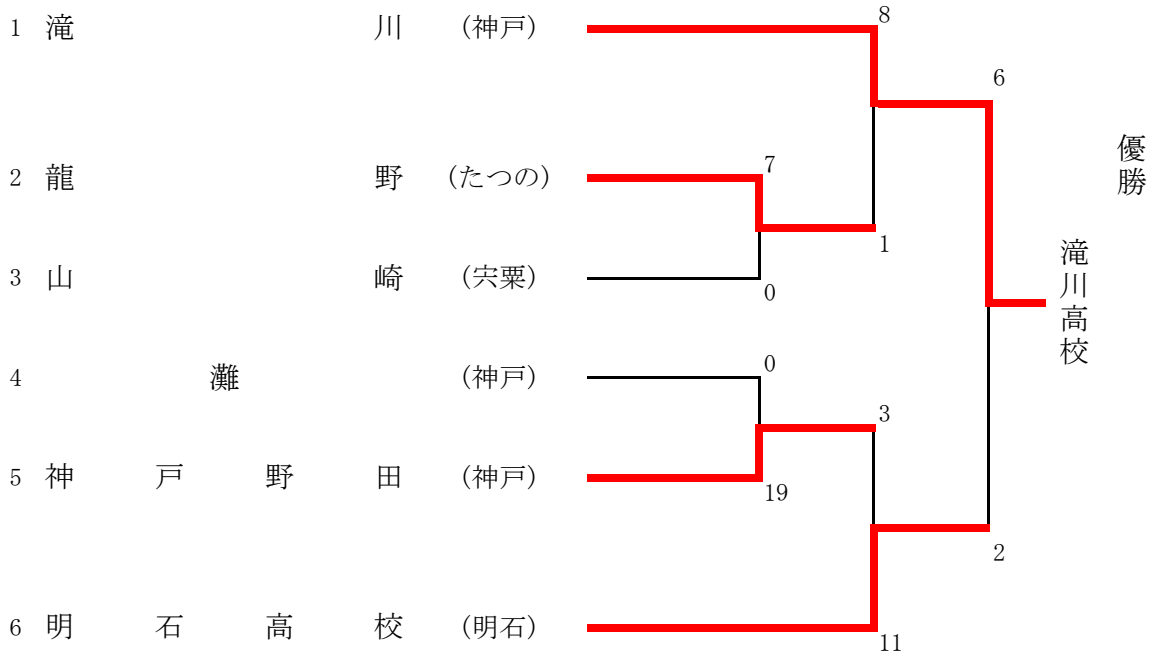 1 滝川 (神戸)
8
6
2 龍野 (たつの)
7
1
3 山崎 (宍粟)
0
4 灘 (神戸)
0
3
5 神戸野田 (神戸)
19
2
6 明石高校 (明石)
11
優勝
滝川高校